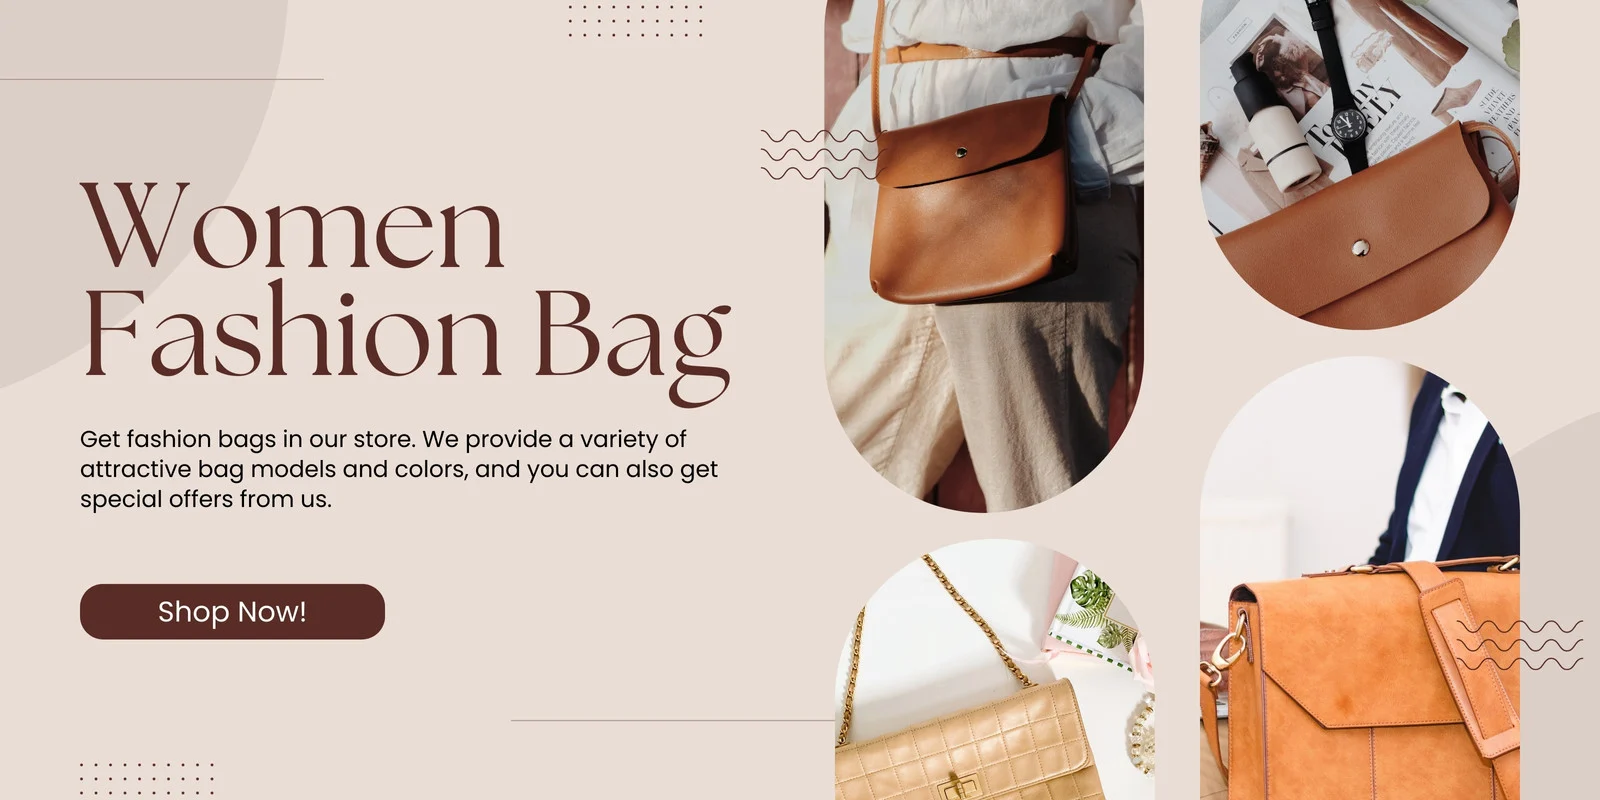 Women
Fashion Bag
Get fashion bags in our store. We provide a variety of
attractive bag models and colors, and you can also get
special offers from us.
Shop Now!